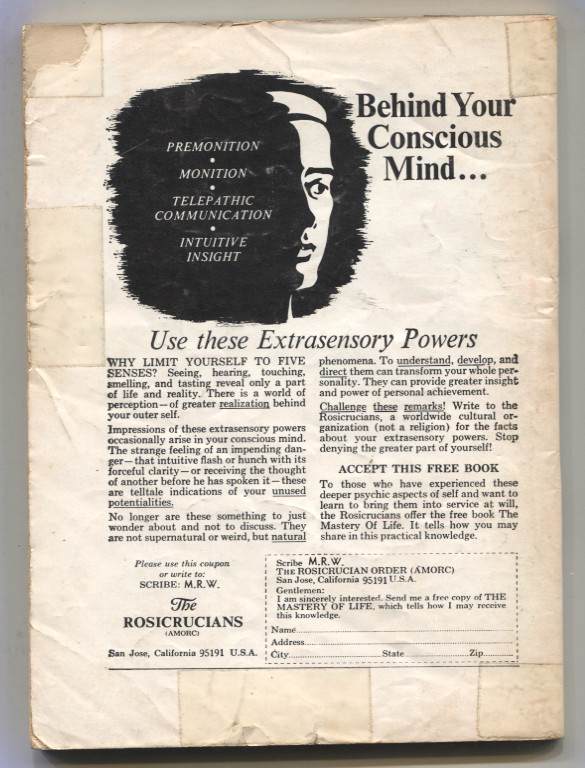 PREMONITION
•
MONITION
•
TELEPATHIC
COMMUNICATION
•
INTUITIVE
INSIGHT
Behind Your
Conscious
Mind...
Use these Extrasensory Powers
WHY LIMIT YOURSELF TO FIVE
SENSES? Seeing, hearing, touching,
smelling, and tasting reveal only a part
of life and reality. There is a world of
perception—of greater realization behind
your outer self.
Impressions of these extrasensory powers
occasionally arise in your conscious mind.
The strange feeling of an impending dan-
ger—that intuitive flash or hunch with its
forceful clarity—or receiving the thought
of another before he has spoken it—these
are telltale indications of your unused
potentialities.
No longer are these something to just
wonder about and not to discuss. They
are not supernatural or weird, but natural
phenomena. To understand, develop, and
direct them can transform your whole per-
sonality. They can provide greater insight
and power of personal achievement.
Challenge these remarks! Write to the
Rosicrucians, a worldwide cultural or-
ganization (not a religion) for the facts
about your extrasensory powers. Stop
denying the greater part of yourself!
ACCEPT THIS FREE BOOK
To those who have experienced these
deeper psychic aspects of self and want to
learn to bring them into service at will,
the Rosicrucians offer the free book The
Mastery Of Life. It tells how you may
share in this practical knowledge.
Please use this coupon
or write to:
SCRIBE: M.R.W.
The
ROSICRUCIANS
(AMORC)
San Jose, California 95191 U.S.A.
Scribe M.R.W.
THE ROSICRUCIAN ORDER (AMORC)
San Jose, California 95191 U.S.A.
Gentlemen:
I am sincerely interested. Send me a free copy of THE
MASTERY OF LIFE, which tells how I may receive
this knowledge.
Name
Address
City State Zip